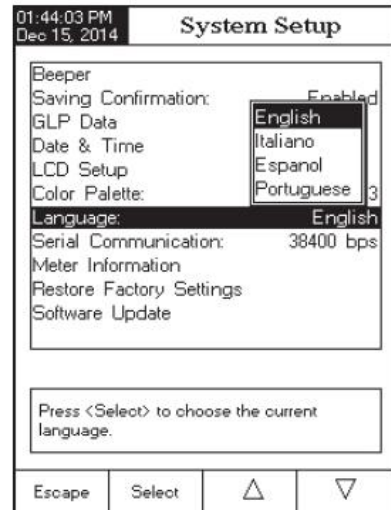 01:44:03 PM
Dec 15, 2014
System Setup
Beeper
Saving Confirmation: Enabled
GLP Data
Date & Time
LCD Setup
Color Palette: 3
Language: English
Serial Communication: 38400 bps
Meter Information
Restore Factory Settings
Software Update
English
Italiano
Espanol
Portuguese
Press <Select> to choose the current
language.
Escape Select △ ▽